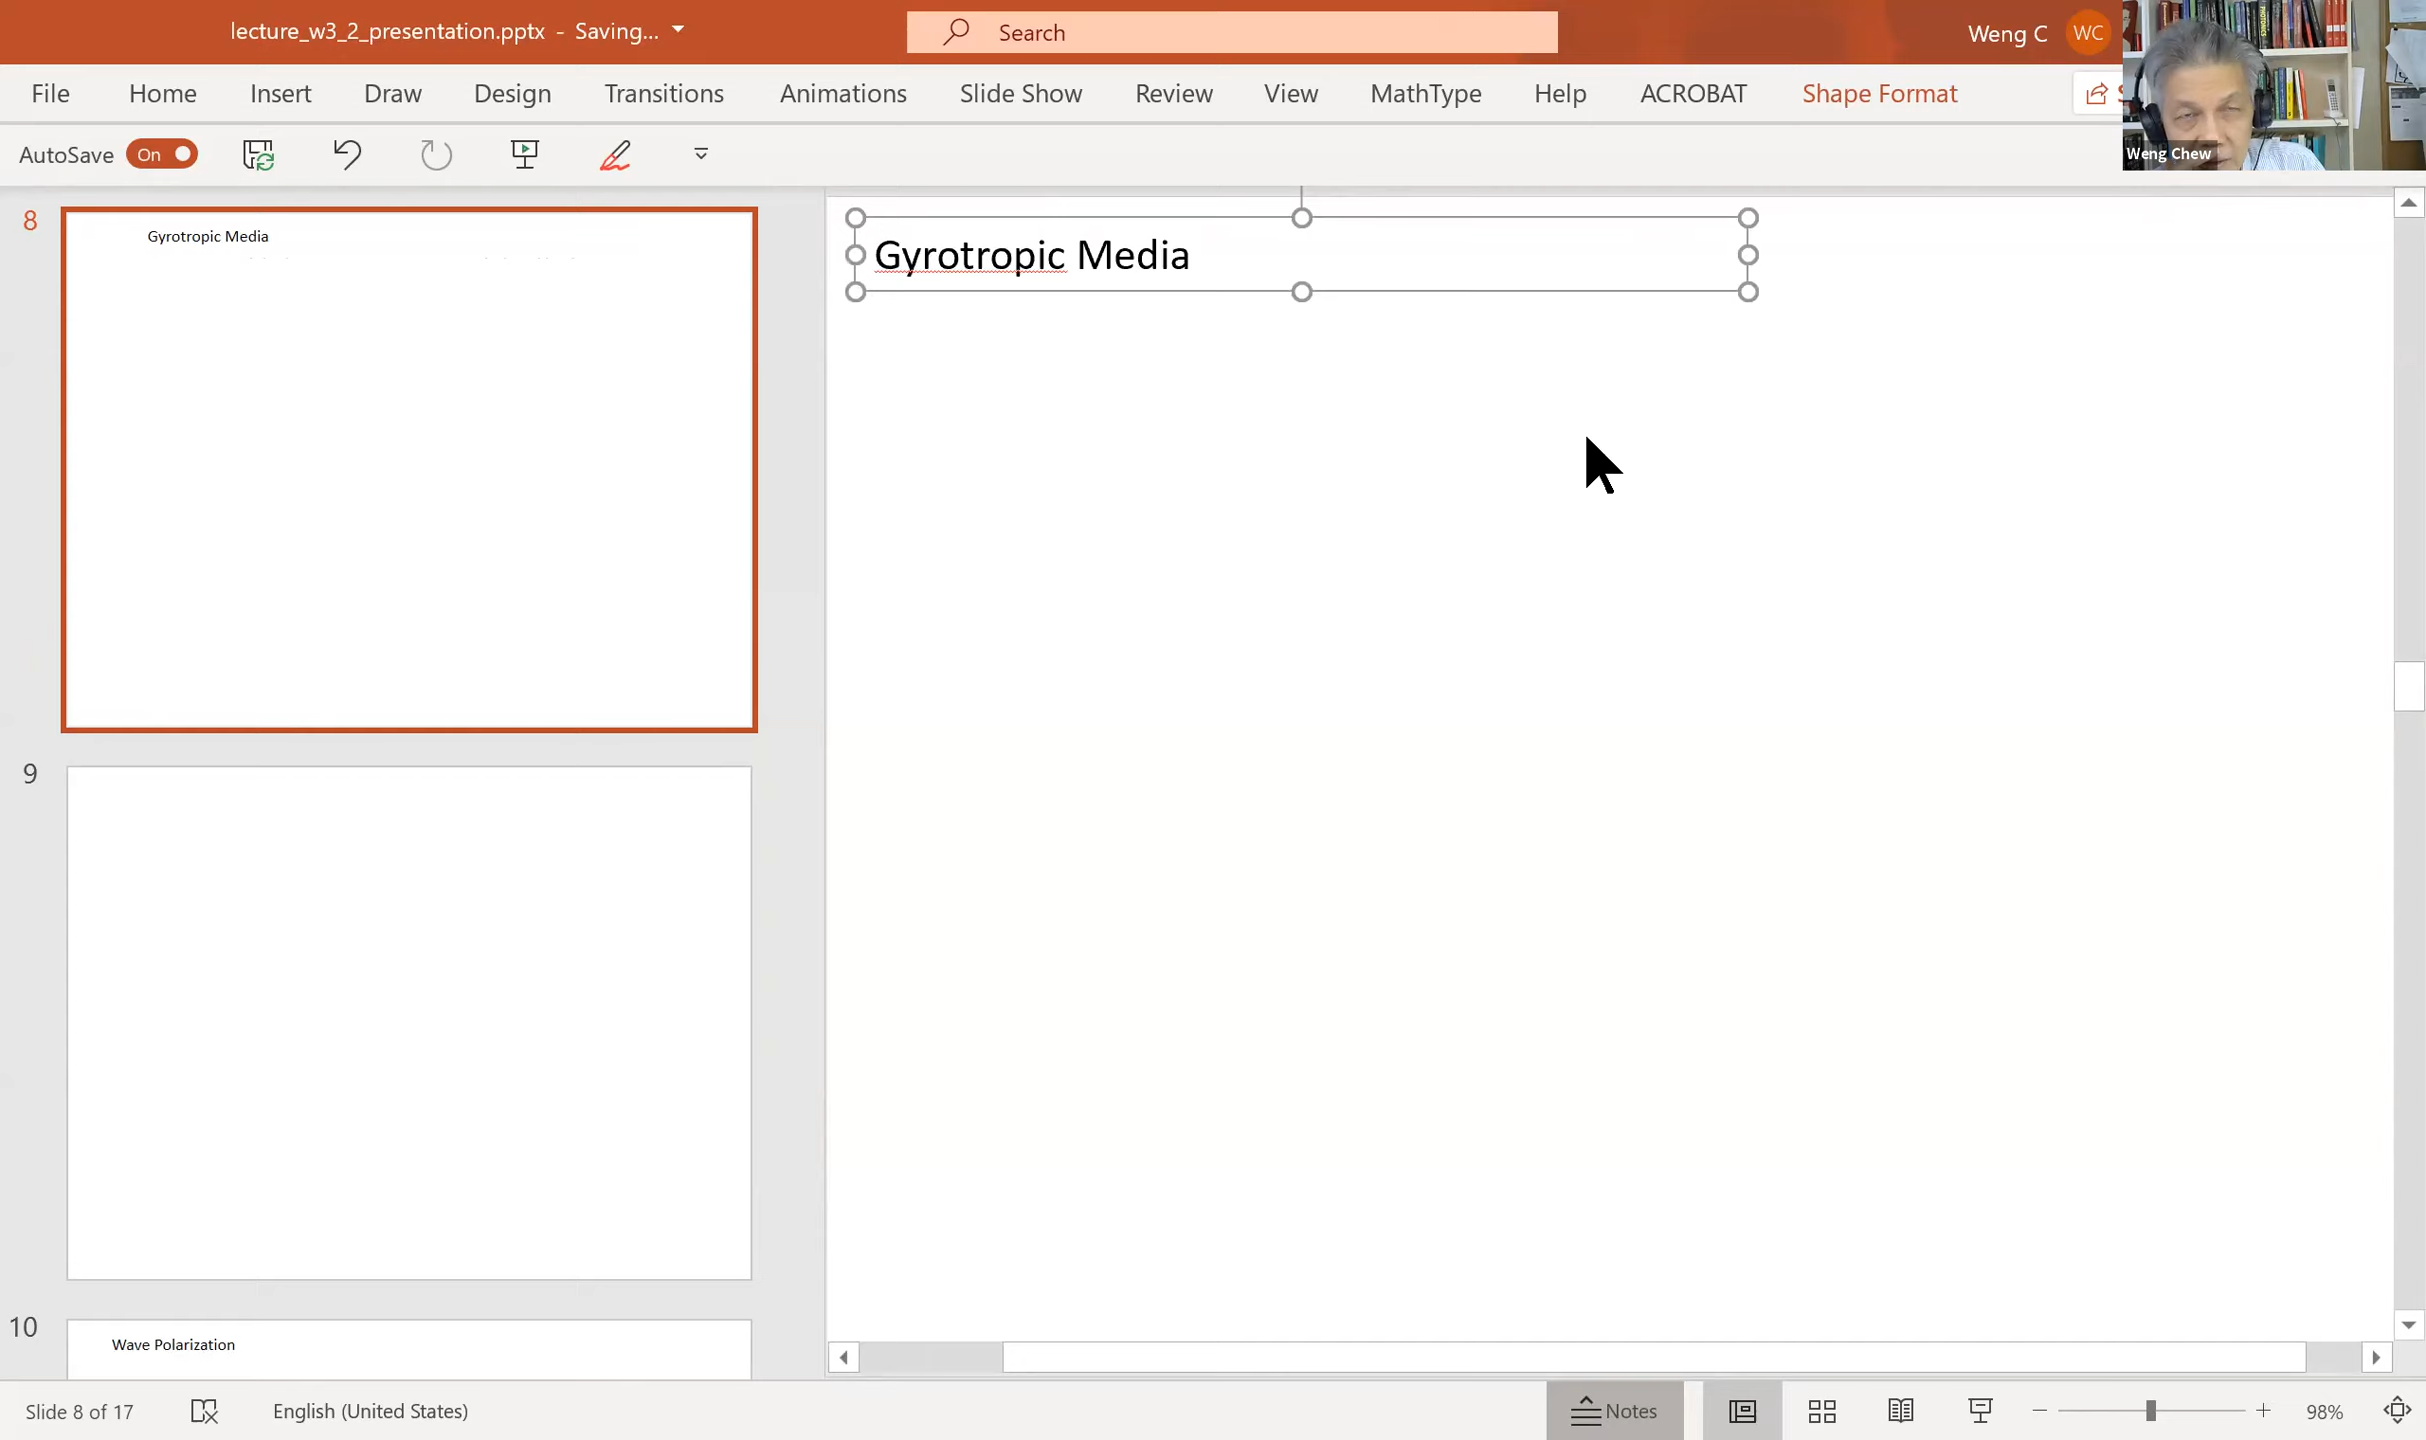 lecture_w3_2_presentation.pptx - Saving...
Search
Weng C
WC
File Home Insert Draw Design Transitions Animations Slide Show Review View MathType Help ACROBAT Shape Format
Weng Chew
AutoSave On
8
Gyrotropic Media
Gyrotropic Media
9
10
Wave Polarization
Slide 8 of 17
English (United States)
Notes
98%